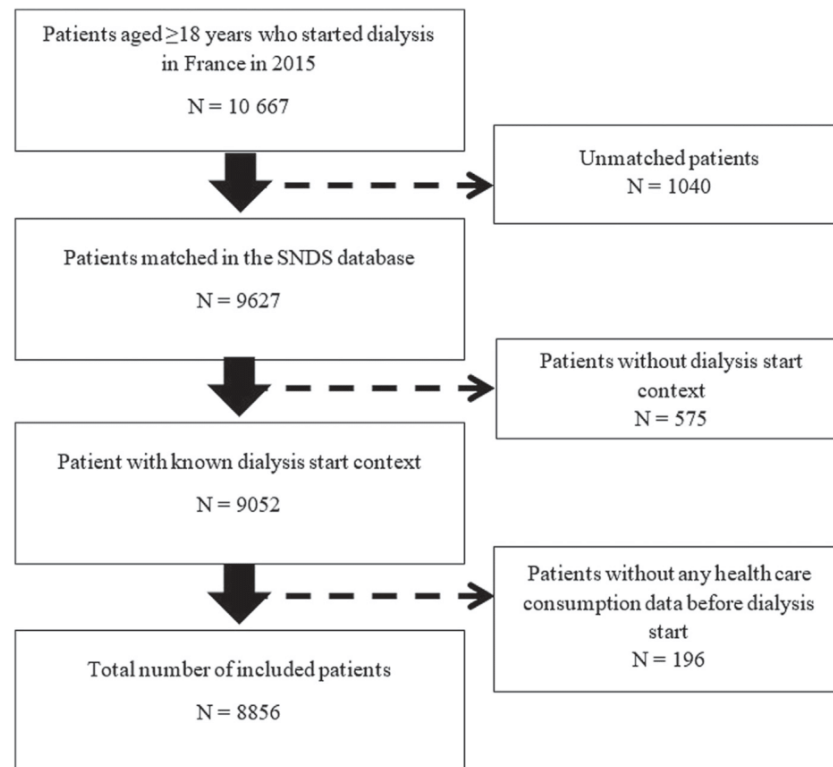 Patients aged ≥18 years who started dialysis
in France in 2015
N = 10 667
Unmatched patients
N = 1040
Patients matched in the SNDS database
N = 9627
Patients without dialysis start
context
N = 575
Patient with known dialysis start context
N = 9052
Patients without any health care
consumption data before dialysis
start
N = 196
Total number of included patients
N = 8856